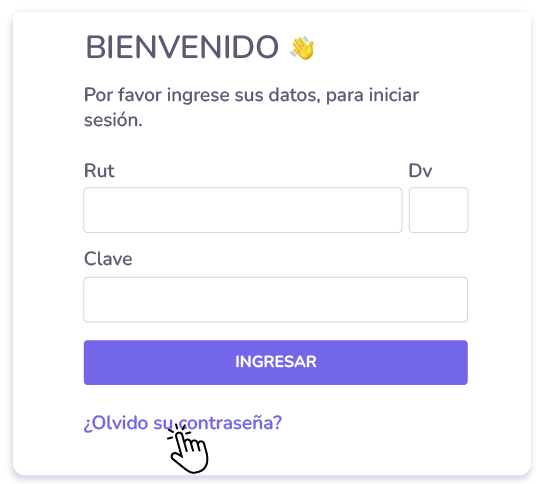 BIENVENIDO 👋
Por favor ingrese sus datos, para iniciar
sesión.
Rut Dv
Clave
INGRESAR
¿Olvido su contraseña?